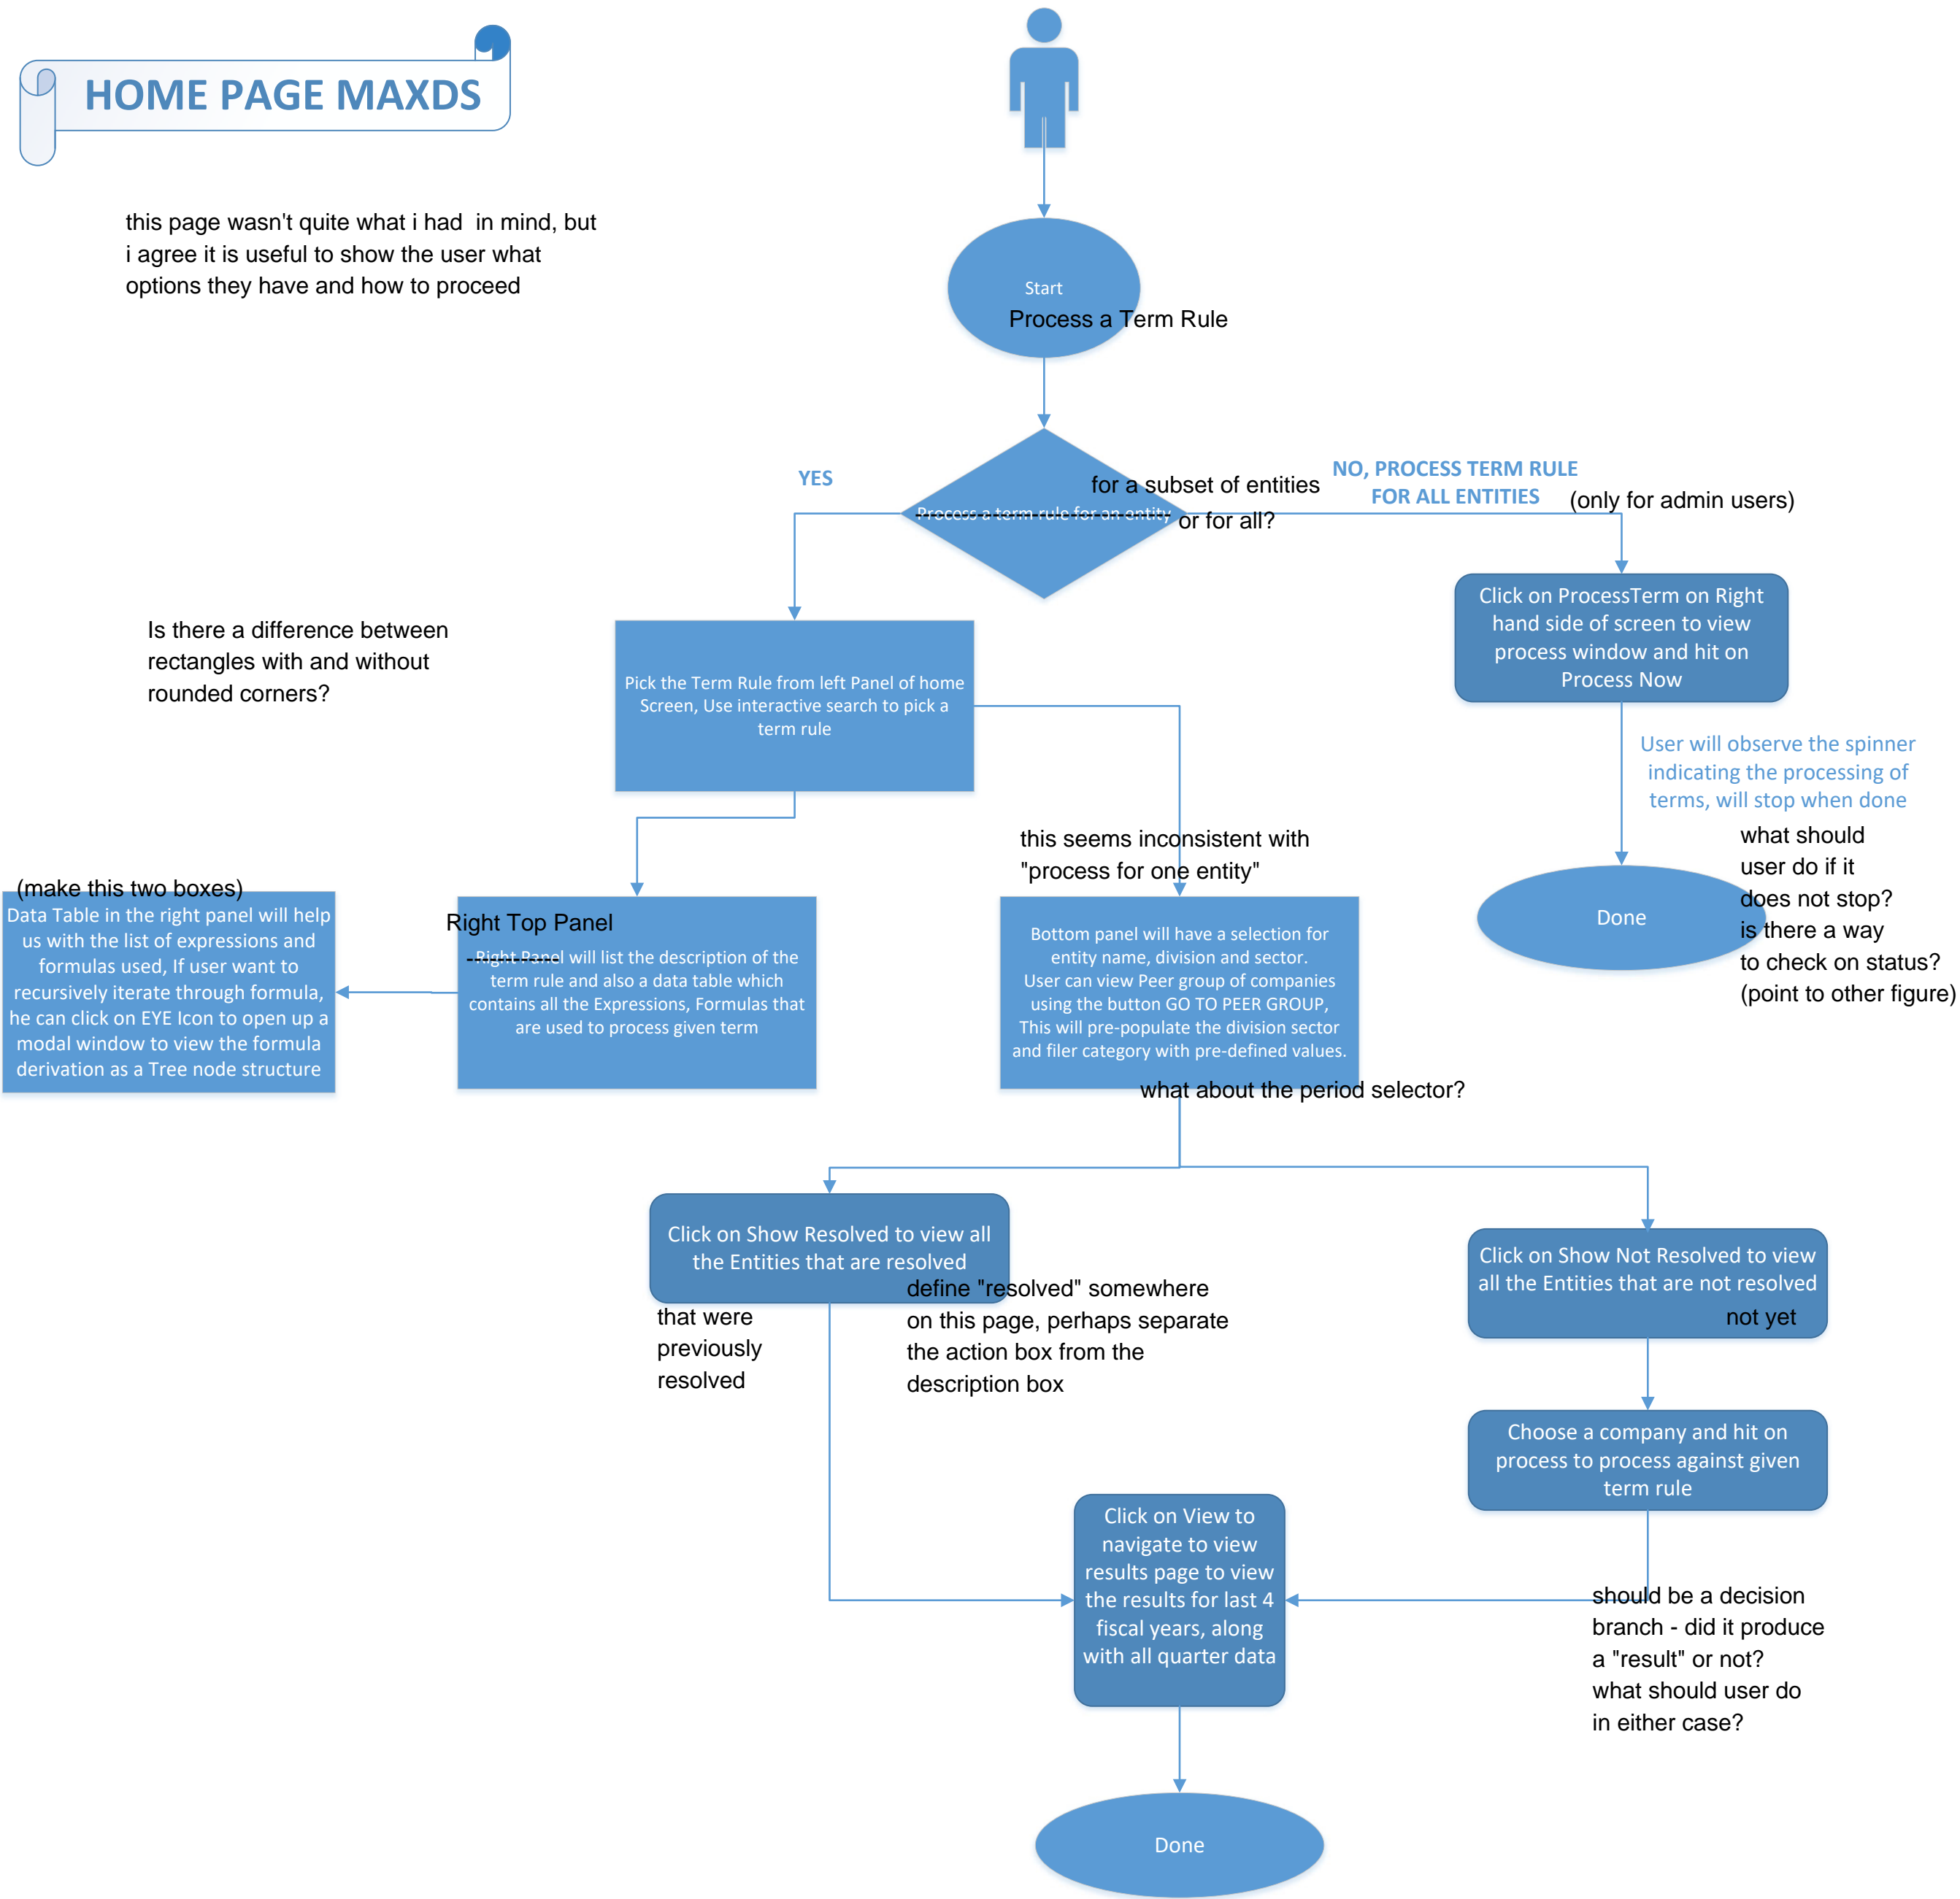 HOME PAGE MAXDS
this page wasn't quite what i had in mind, but
i agree it is useful to show the user what
options they have and how to proceed
Start
Process a Term Rule
YES
for a subset of entities
Process a term rule for an entity
or for all?
NO, PROCESS TERM RULE
FOR ALL ENTITIES
(only for admin users)
Click on ProcessTerm on Right
hand side of screen to view
process window and hit on
Process Now
Is there a difference between
rectangles with and without
rounded corners?
Pick the Term Rule from left Panel of home
Screen, Use interactive search to pick a
term rule
User will observe the spinner
indicating the processing of
terms, will stop when done
what should
user do if it
does not stop?
is there a way
to check on status?
(point to other figure)
Done
this seems inconsistent with
"process for one entity"
(make this two boxes)
Data Table in the right panel will help
us with the list of expressions and
formulas used, If user want to
recursively iterate through formula,
he can click on EYE Icon to open up a
modal window to view the formula
derivation as a Tree node structure
Right Top Panel
Right Panel will list the description of the
term rule and also a data table which
contains all the Expressions, Formulas that
are used to process given term
Bottom panel will have a selection for
entity name, division and sector.
User can view Peer group of companies
using the button GO TO PEER GROUP,
This will pre-populate the division sector
and filer category with pre-defined values.
what about the period selector?
Click on Show Resolved to view all
the Entities that are resolved
that were
previously
resolved
define "resolved" somewhere
on this page, perhaps separate
the action box from the
description box
Click on Show Not Resolved to view
all the Entities that are not resolved
not yet
Choose a company and hit on
process to process against given
term rule
Click on View to
navigate to view
results page to view
the results for last 4
fiscal years, along
with all quarter data
should be a decision
branch - did it produce
a "result" or not?
what should user do
in either case?
Done